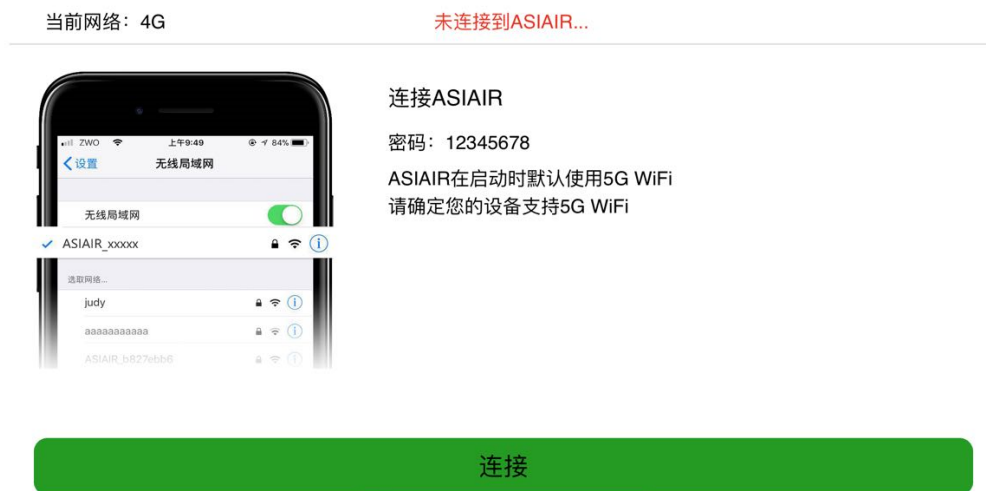 当前网络：4G
未连接到ASIAIR...
连接ASIAIR
密码：12345678
ASIAIR在启动时默认使用5G WiFi
请确定您的设备支持5G WiFi
ZWO
上午9:49
84%
设置
无线局域网
无线局域网
ASIAIR_xxxxx
选取网络...
judy
aaaaaaaaaaa
ASIAIR_b827ebb6
连接